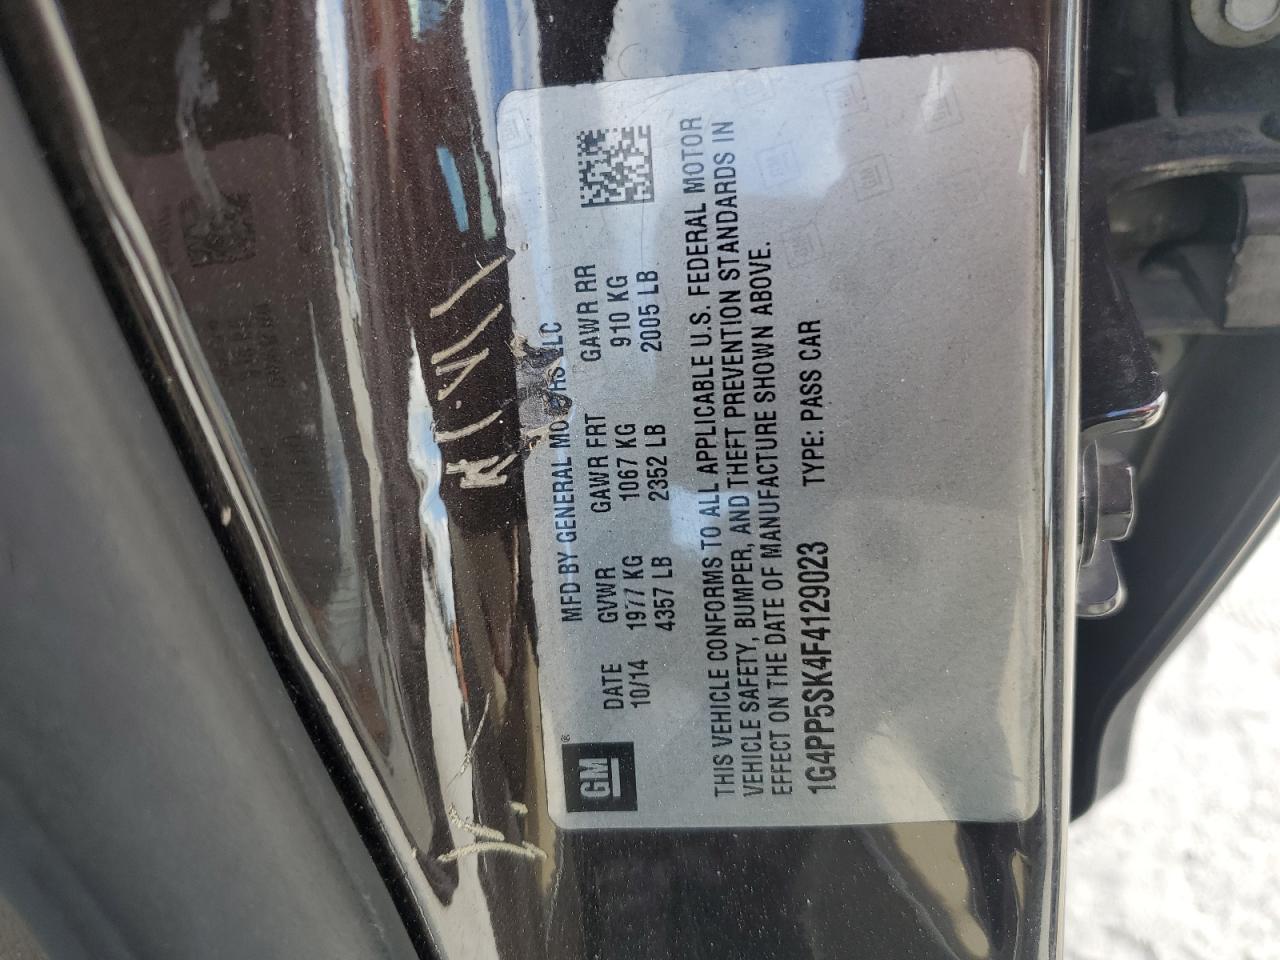 GM®
MFD BY GENERAL MOTORS LLC
DATE GVWR GAWR FRT GAWR RR
10/14 1977 KG 1067 KG 910 KG
4357 LB 2352 LB 2005 LB
THIS VEHICLE CONFORMS TO ALL APPLICABLE U.S. FEDERAL MOTOR
VEHICLE SAFETY, BUMPER, AND THEFT PREVENTION STANDARDS IN
EFFECT ON THE DATE OF MANUFACTURE SHOWN ABOVE.
1G4PP5SK4F4129023 TYPE: PASS CAR